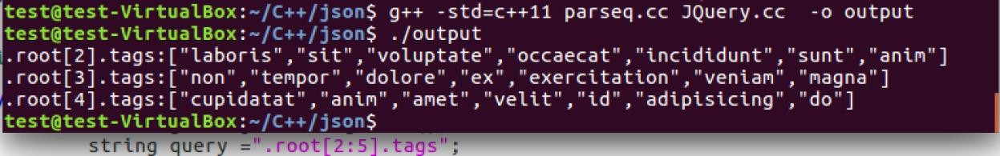 test@test-VirtualBox:~/C++/json$ g++ -std=c++11 parseq.cc JQuery.cc  -o output
test@test-VirtualBox:~/C++/json$ ./output
.root[2].tags:["laboris","sit","voluptate","occaecat","incididunt","sunt","anim"]
.root[3].tags:["non","tempor","dolore","ex","exercitation","veniam","magna"]
.root[4].tags:["cupidatat","anim","amet","velit","id","adipisicing","do"]
test@test-VirtualBox:~/C++/json$
string query =".root[2:5].tags";